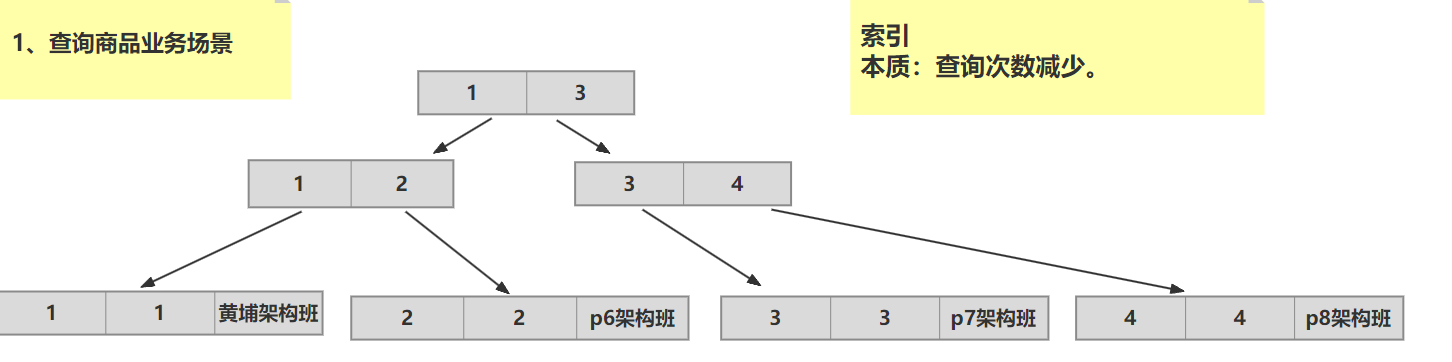 1、查询商品业务场景
索引
本质：查询次数减少。
1 3
1 2
3 4
1 1 黄埔架构班
2 2 p6架构班
3 3 p7架构班
4 4 p8架构班